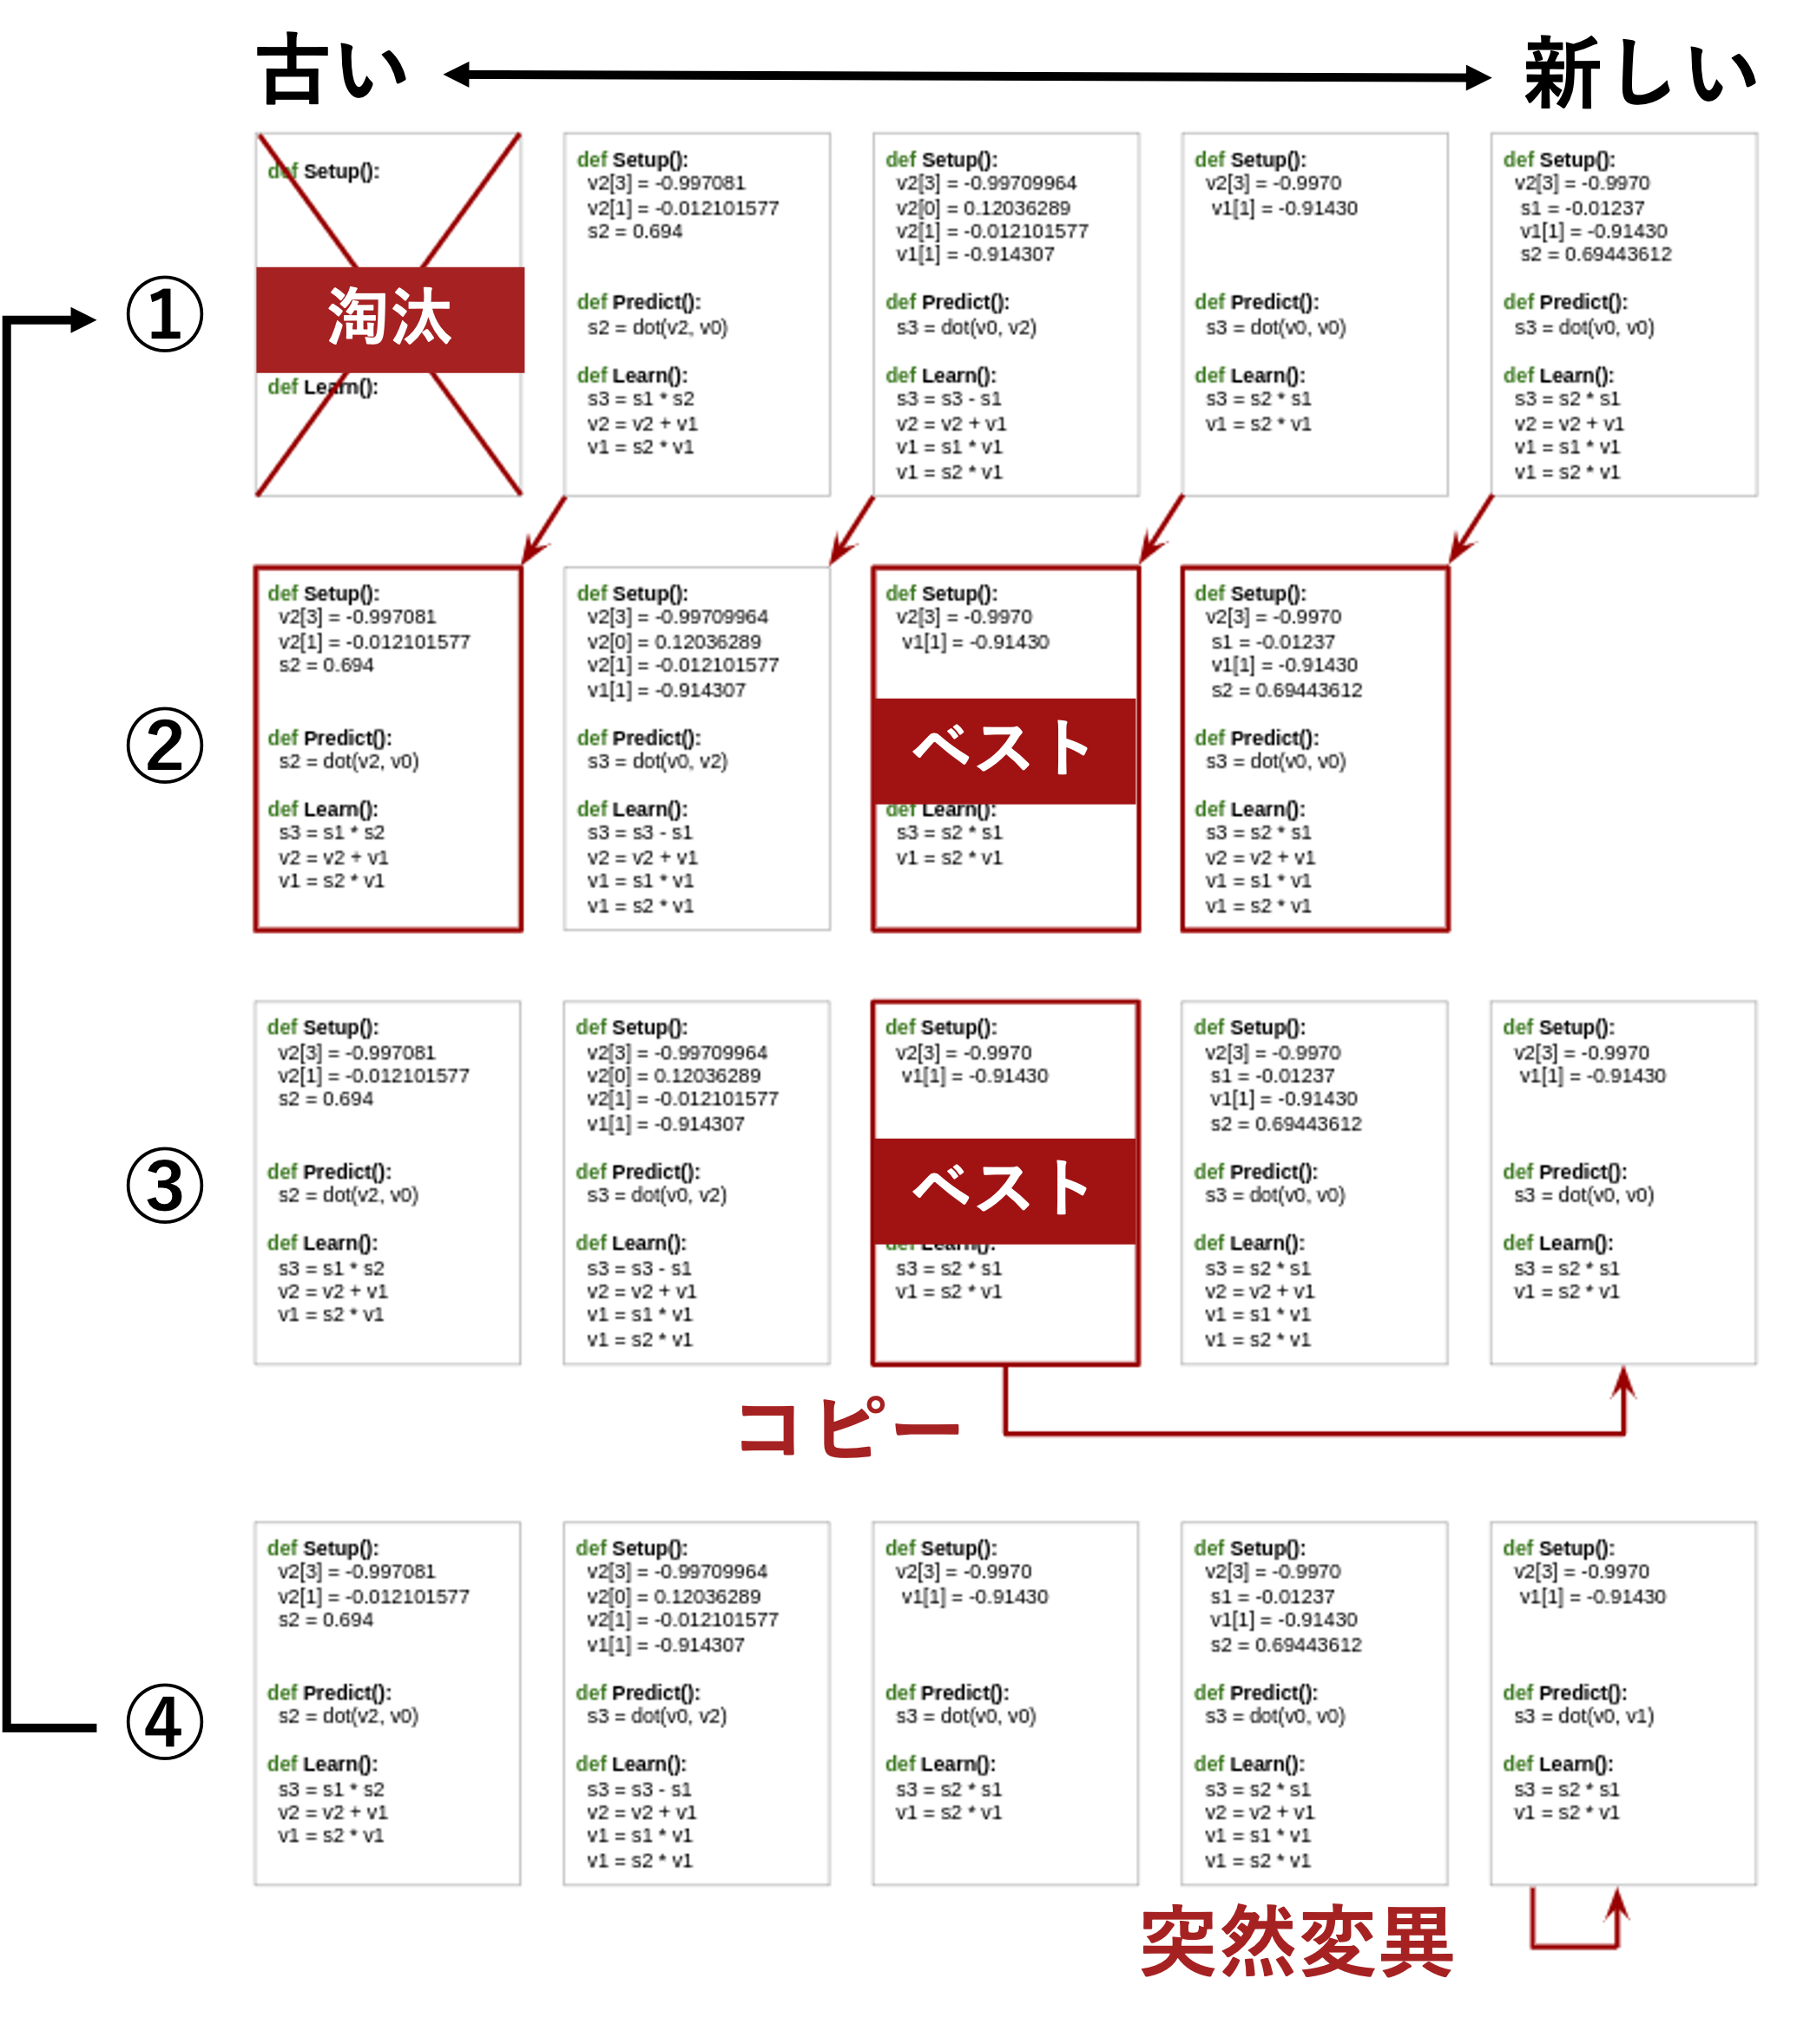 古い
新しい
①
def Setup():
淘汰
def Learn():
def Setup():
v2[3] = -0.997081
v2[1] = -0.012101577
s2 = 0.694
def Predict():
s2 = dot(v2, v0)
def Learn():
s3 = s1 * s2
v2 = v2 + v1
v1 = s2 * v1
def Setup():
v2[3] = -0.99709964
v2[0] = 0.12036289
v2[1] = -0.012101577
v1[1] = -0.914307
def Predict():
s3 = dot(v0, v2)
def Learn():
s3 = s3 - s1
v2 = v2 + v1
v1 = s1 * v1
v1 = s2 * v1
def Setup():
v2[3] = -0.9970
v1[1] = -0.91430
def Predict():
s3 = dot(v0, v0)
def Learn():
s3 = s2 * s1
v1 = s2 * v1
def Setup():
v2[3] = -0.9970
s1 = -0.01237
v1[1] = -0.91430
s2 = 0.69443612
def Predict():
s3 = dot(v0, v0)
def Learn():
s3 = s2 * s1
v2 = v2 + v1
v1 = s1 * v1
v1 = s2 * v1
②
def Setup():
v2[3] = -0.997081
v2[1] = -0.012101577
s2 = 0.694
def Predict():
s2 = dot(v2, v0)
def Learn():
s3 = s1 * s2
v2 = v2 + v1
v1 = s2 * v1
def Setup():
v2[3] = -0.99709964
v2[0] = 0.12036289
v2[1] = -0.012101577
v1[1] = -0.914307
def Predict():
s3 = dot(v0, v2)
def Learn():
s3 = s3 - s1
v2 = v2 + v1
v1 = s1 * v1
v1 = s2 * v1
def Setup():
v2[3] = -0.9970
v1[1] = -0.91430
ベスト
def Learn():
s3 = s2 * s1
v1 = s2 * v1
def Setup():
v2[3] = -0.9970
s1 = -0.01237
v1[1] = -0.91430
s2 = 0.69443612
def Predict():
s3 = dot(v0, v0)
def Learn():
s3 = s2 * s1
v2 = v2 + v1
v1 = s1 * v1
v1 = s2 * v1
③
def Setup():
v2[3] = -0.997081
v2[1] = -0.012101577
s2 = 0.694
def Predict():
s2 = dot(v2, v0)
def Learn():
s3 = s1 * s2
v2 = v2 + v1
v1 = s2 * v1
def Setup():
v2[3] = -0.99709964
v2[0] = 0.12036289
v2[1] = -0.012101577
v1[1] = -0.914307
def Predict():
s3 = dot(v0, v2)
def Learn():
s3 = s3 - s1
v2 = v2 + v1
v1 = s1 * v1
v1 = s2 * v1
def Setup():
v2[3] = -0.9970
v1[1] = -0.91430
ベスト
s3 = s2 * s1
v1 = s2 * v1
def Setup():
v2[3] = -0.9970
s1 = -0.01237
v1[1] = -0.91430
s2 = 0.69443612
def Predict():
s3 = dot(v0, v0)
def Learn():
s3 = s2 * s1
v2 = v2 + v1
v1 = s1 * v1
v1 = s2 * v1
def Setup():
v2[3] = -0.9970
v1[1] = -0.91430
def Predict():
s3 = dot(v0, v0)
def Learn():
s3 = s2 * s1
v1 = s2 * v1
コピー
④
def Setup():
v2[3] = -0.997081
v2[1] = -0.012101577
s2 = 0.694
def Predict():
s2 = dot(v2, v0)
def Learn():
s3 = s1 * s2
v2 = v2 + v1
v1 = s2 * v1
def Setup():
v2[3] = -0.99709964
v2[0] = 0.12036289
v2[1] = -0.012101577
v1[1] = -0.914307
def Predict():
s3 = dot(v0, v2)
def Learn():
s3 = s3 - s1
v2 = v2 + v1
v1 = s1 * v1
v1 = s2 * v1
def Setup():
v2[3] = -0.9970
v1[1] = -0.91430
def Predict():
s3 = dot(v0, v0)
def Learn():
s3 = s2 * s1
v1 = s2 * v1
def Setup():
v2[3] = -0.9970
s1 = -0.01237
v1[1] = -0.91430
s2 = 0.69443612
def Predict():
s3 = dot(v0, v0)
def Learn():
s3 = s2 * s1
v2 = v2 + v1
v1 = s1 * v1
v1 = s2 * v1
def Setup():
v2[3] = -0.9970
v1[1] = -0.91430
def Predict():
s3 = dot(v0, v1)
def Learn():
s3 = s2 * s1
v1 = s2 * v1
突然変異